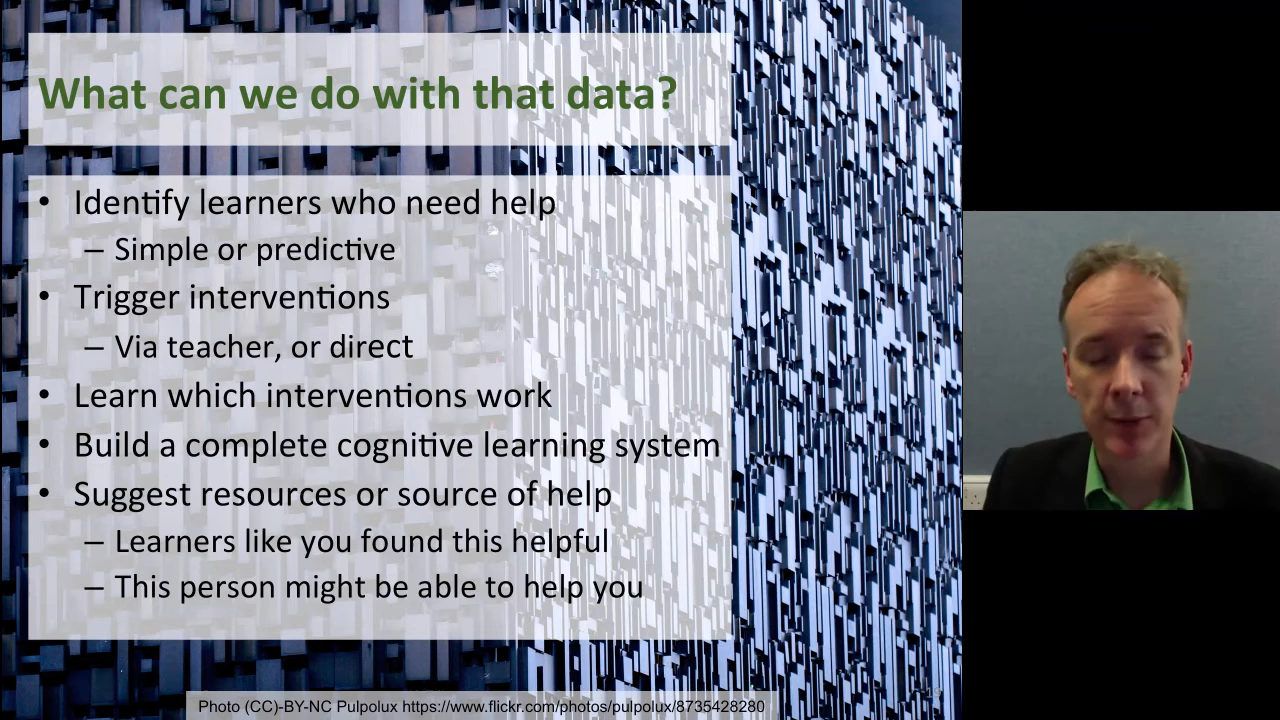 What can we do with that data?
• Identify learners who need help
– Simple or predictive
• Trigger interventions
– Via teacher, or direct
• Learn which interventions work
• Build a complete cognitive learning system
• Suggest resources or source of help
– Learners like you found this helpful
– This person might be able to help you
Photo (CC)-BY-NC Pulpolux https://www.flickr.com/photos/pulpolux/8735428280